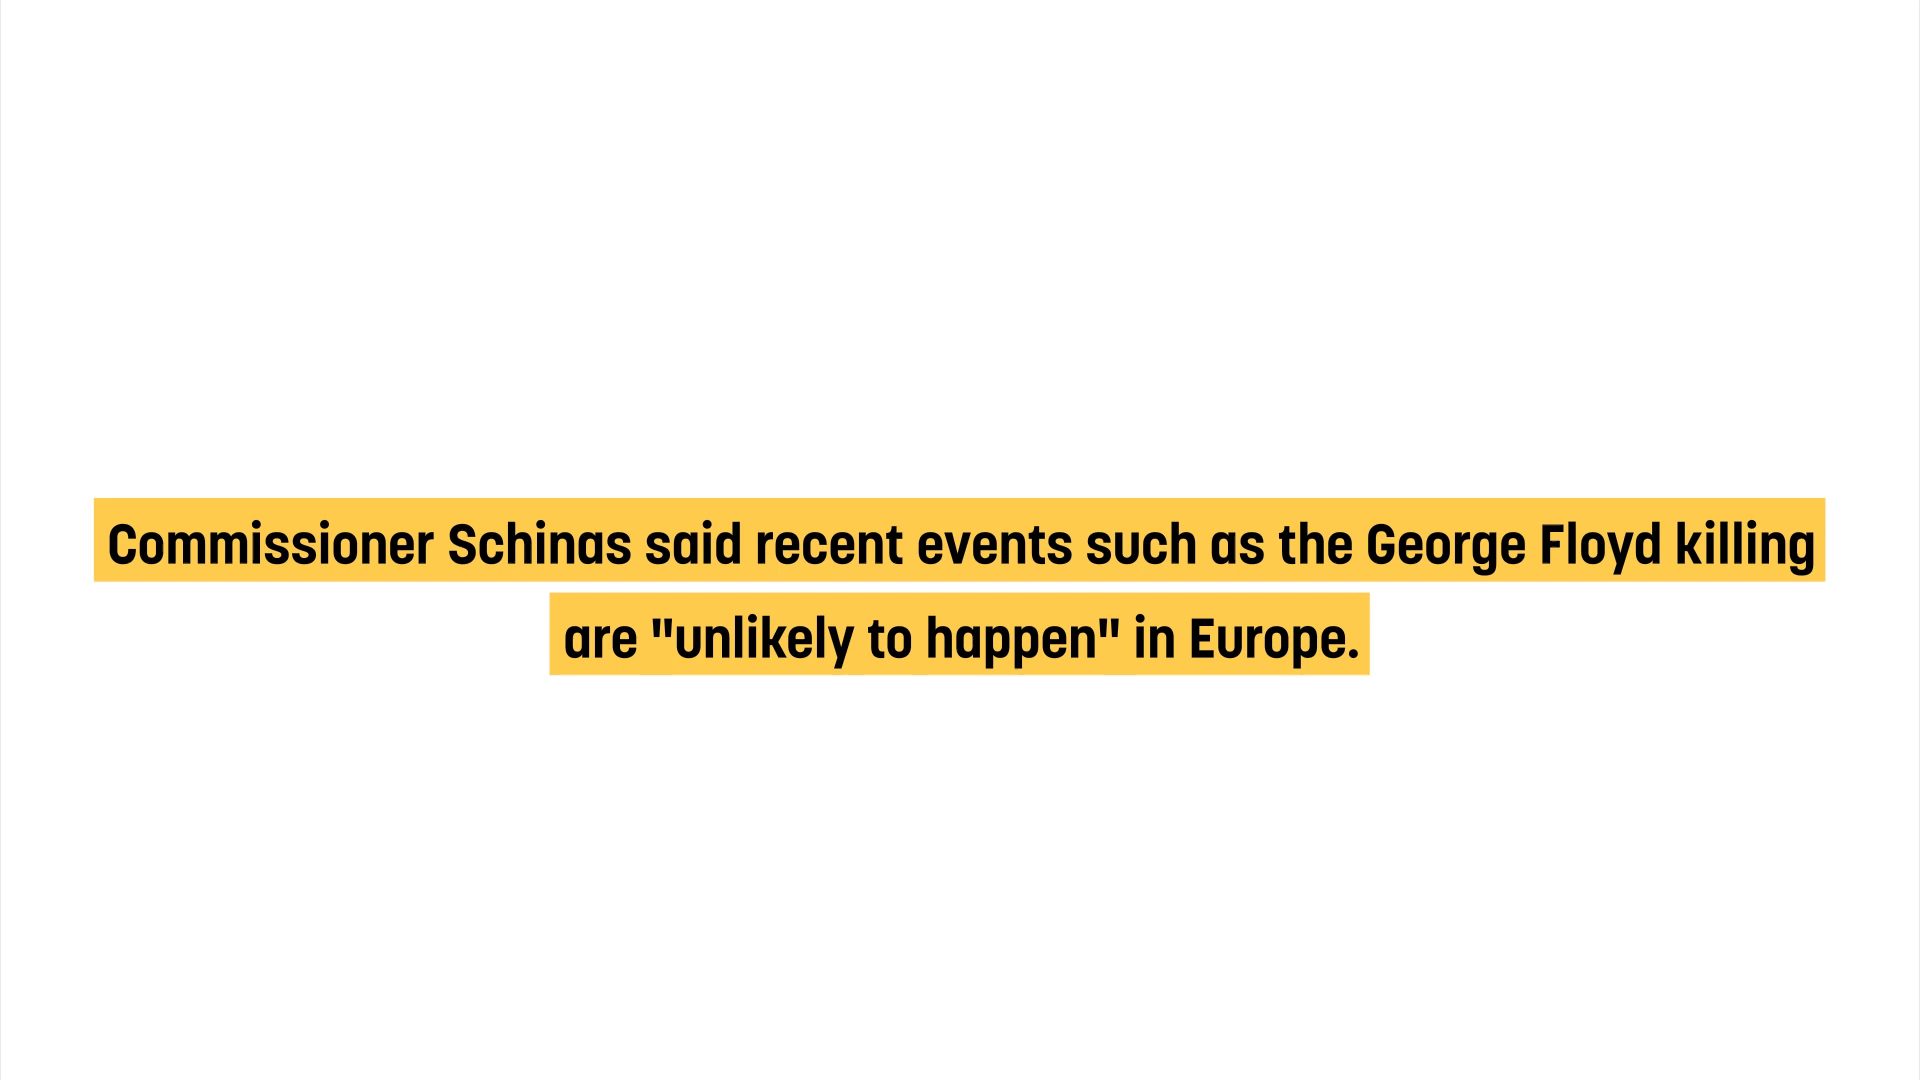 Commissioner Schinas said recent events such as the George Floyd killing
are "unlikely to happen" in Europe.